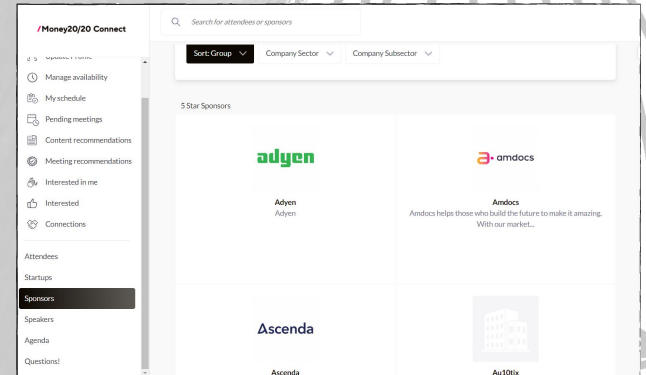 /Money20/20 Connect
Search for attendees or sponsors
Update Profile
Manage availability
My schedule
Pending meetings
Content recommendations
Meeting recommendations
Interested in me
Interested
Connections
Attendees
Startups
Sponsors
Speakers
Agenda
Questions!
Sort: Group
Company Sector
Company Subsector
5 Star Sponsors
adyen
Adyen
Adyen
amdocs
Amdocs
Amdocs helps those who build the future to make it amazing.
With our market...
Ascenda
Ascenda
Au10tix